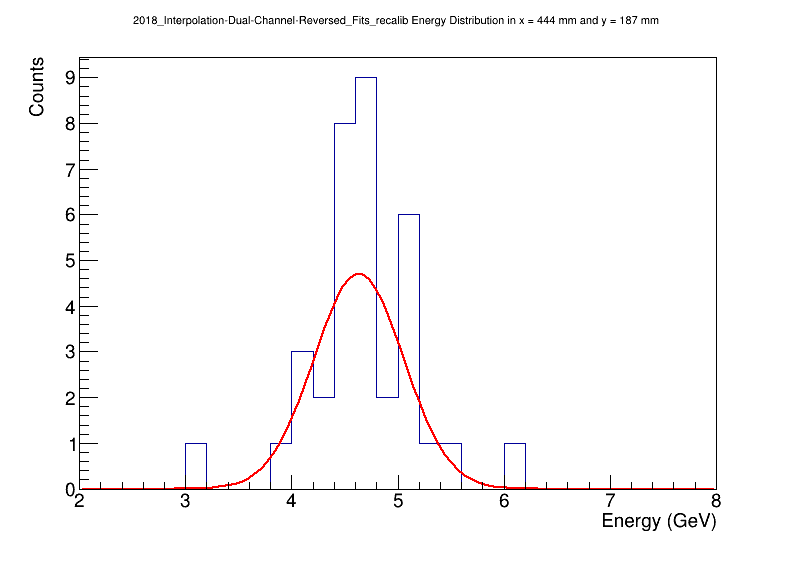 2018_Interpolation-Dual-Channel-Reversed_Fits_recalib Energy Distribution in x = 444 mm and y = 187 mm
Counts
9
8
7
6
5
4
3
2
1
0
2 3 4 5 6 7 8
Energy (GeV)